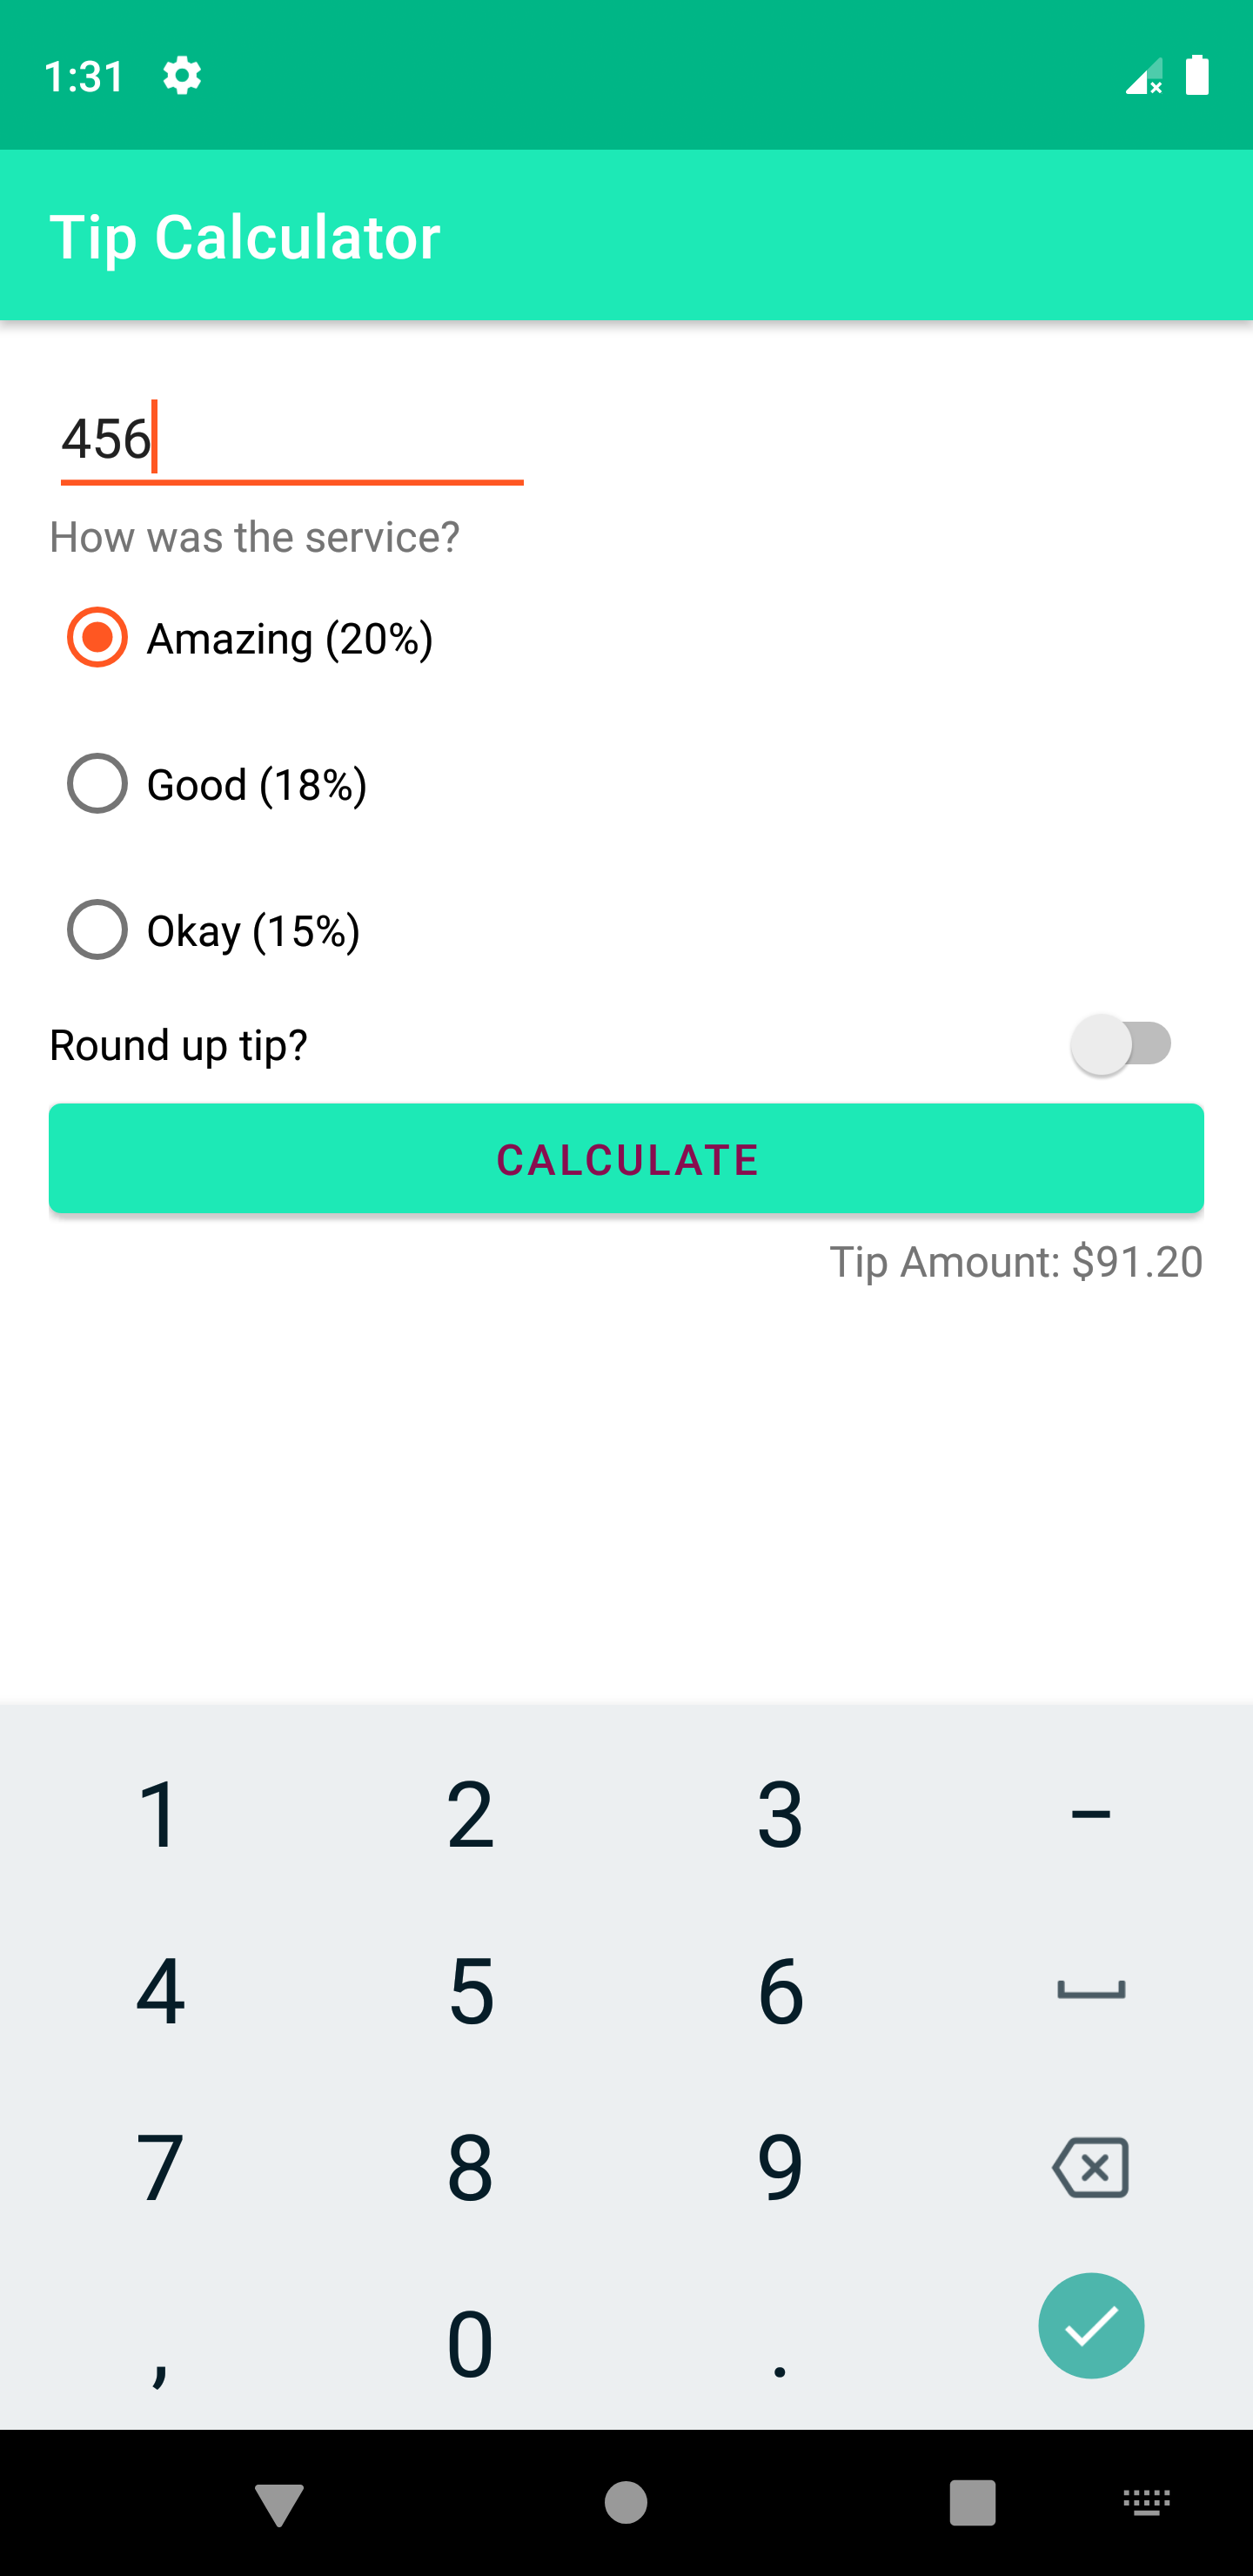 1:31
Tip Calculator
456
How was the service?
Amazing (20%)
Good (18%)
Okay (15%)
Round up tip?
CALCULATE
Tip Amount: $91.20
1 2 3 –
4 5 6
7 8 9
, 0 .